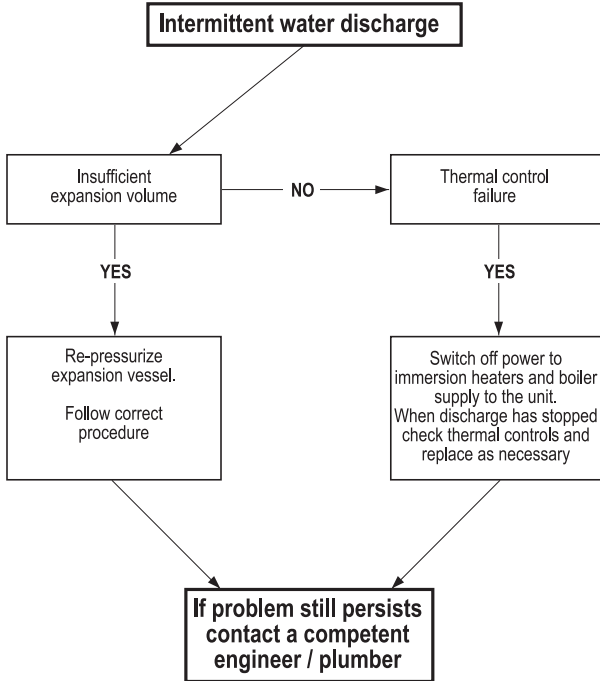 Intermittent water discharge
Insufficient
expansion volume
NO
Thermal control
failure
YES
YES
Re-pressurize
expansion vessel.
Follow correct
procedure
Switch off power to
immersion heaters and boiler
supply to the unit.
When discharge has stopped
check thermal controls and
replace as necessary
If problem still persists
contact a competent
engineer / plumber